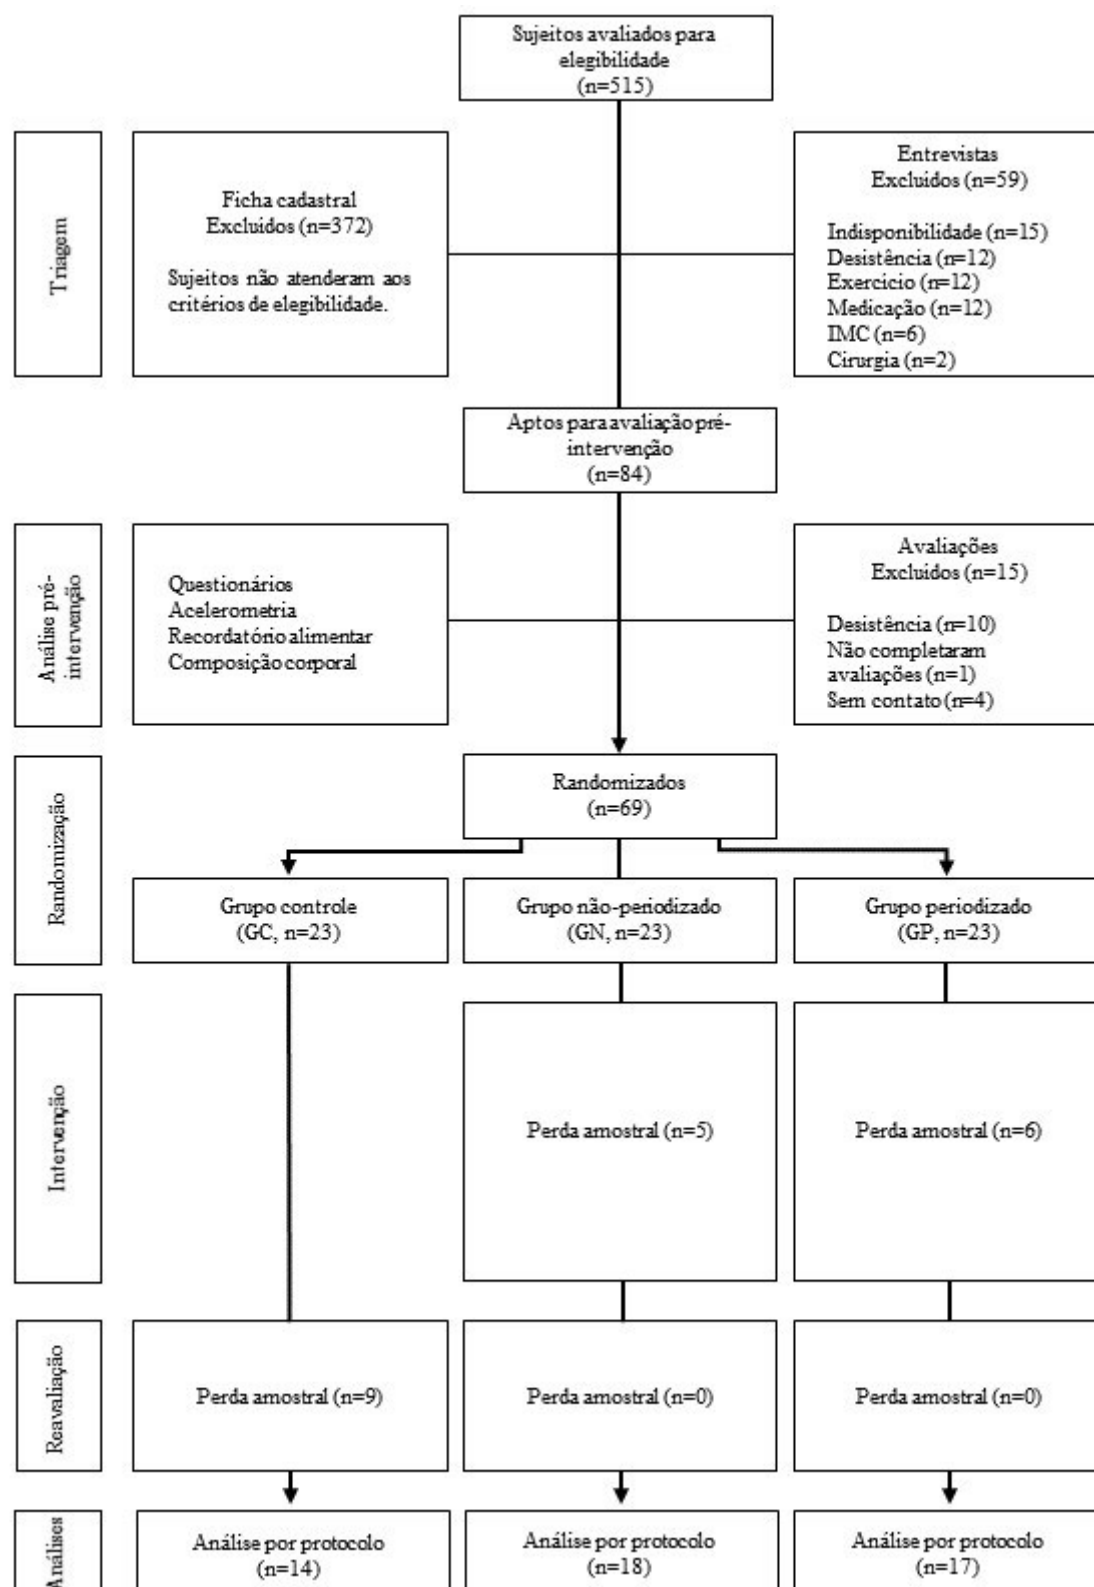 Sujeitos avaliados para
elegibilidade
(n=515)
Triagem
Ficha cadastral
Excluidos (n=372)
Sujeitos não atenderam aos
critérios de elegibilidade.
Entrevistas
Excluidos (n=59)
Indisponibilidade (n=15)
Desistência (n=12)
Exercicio (n=12)
Medicação (n=12)
IMC (n=6)
Cirurgia (n=2)
Aptos para avaliação pré-
intervenção
(n=84)
Análise pré-
intervenção
Questionários
Acelerometria
Recordatório alimentar
Composição corporal
Avaliações
Excluidos (n=15)
Desistência (n=10)
Não completaram
avaliações (n=1)
Sem contato (n=4)
Randomização
Randomizados
(n=69)
Grupo controle
(GC, n=23)
Grupo não-periodizado
(GN, n=23)
Grupo periodizado
(GP, n=23)
Intervenção
Perda amostral (n=5)
Perda amostral (n=6)
Reavaliação
Perda amostral (n=9)
Perda amostral (n=0)
Perda amostral (n=0)
Análises
Análise por protocolo
(n=14)
Análise por protocolo
(n=18)
Análise por protocolo
(n=17)